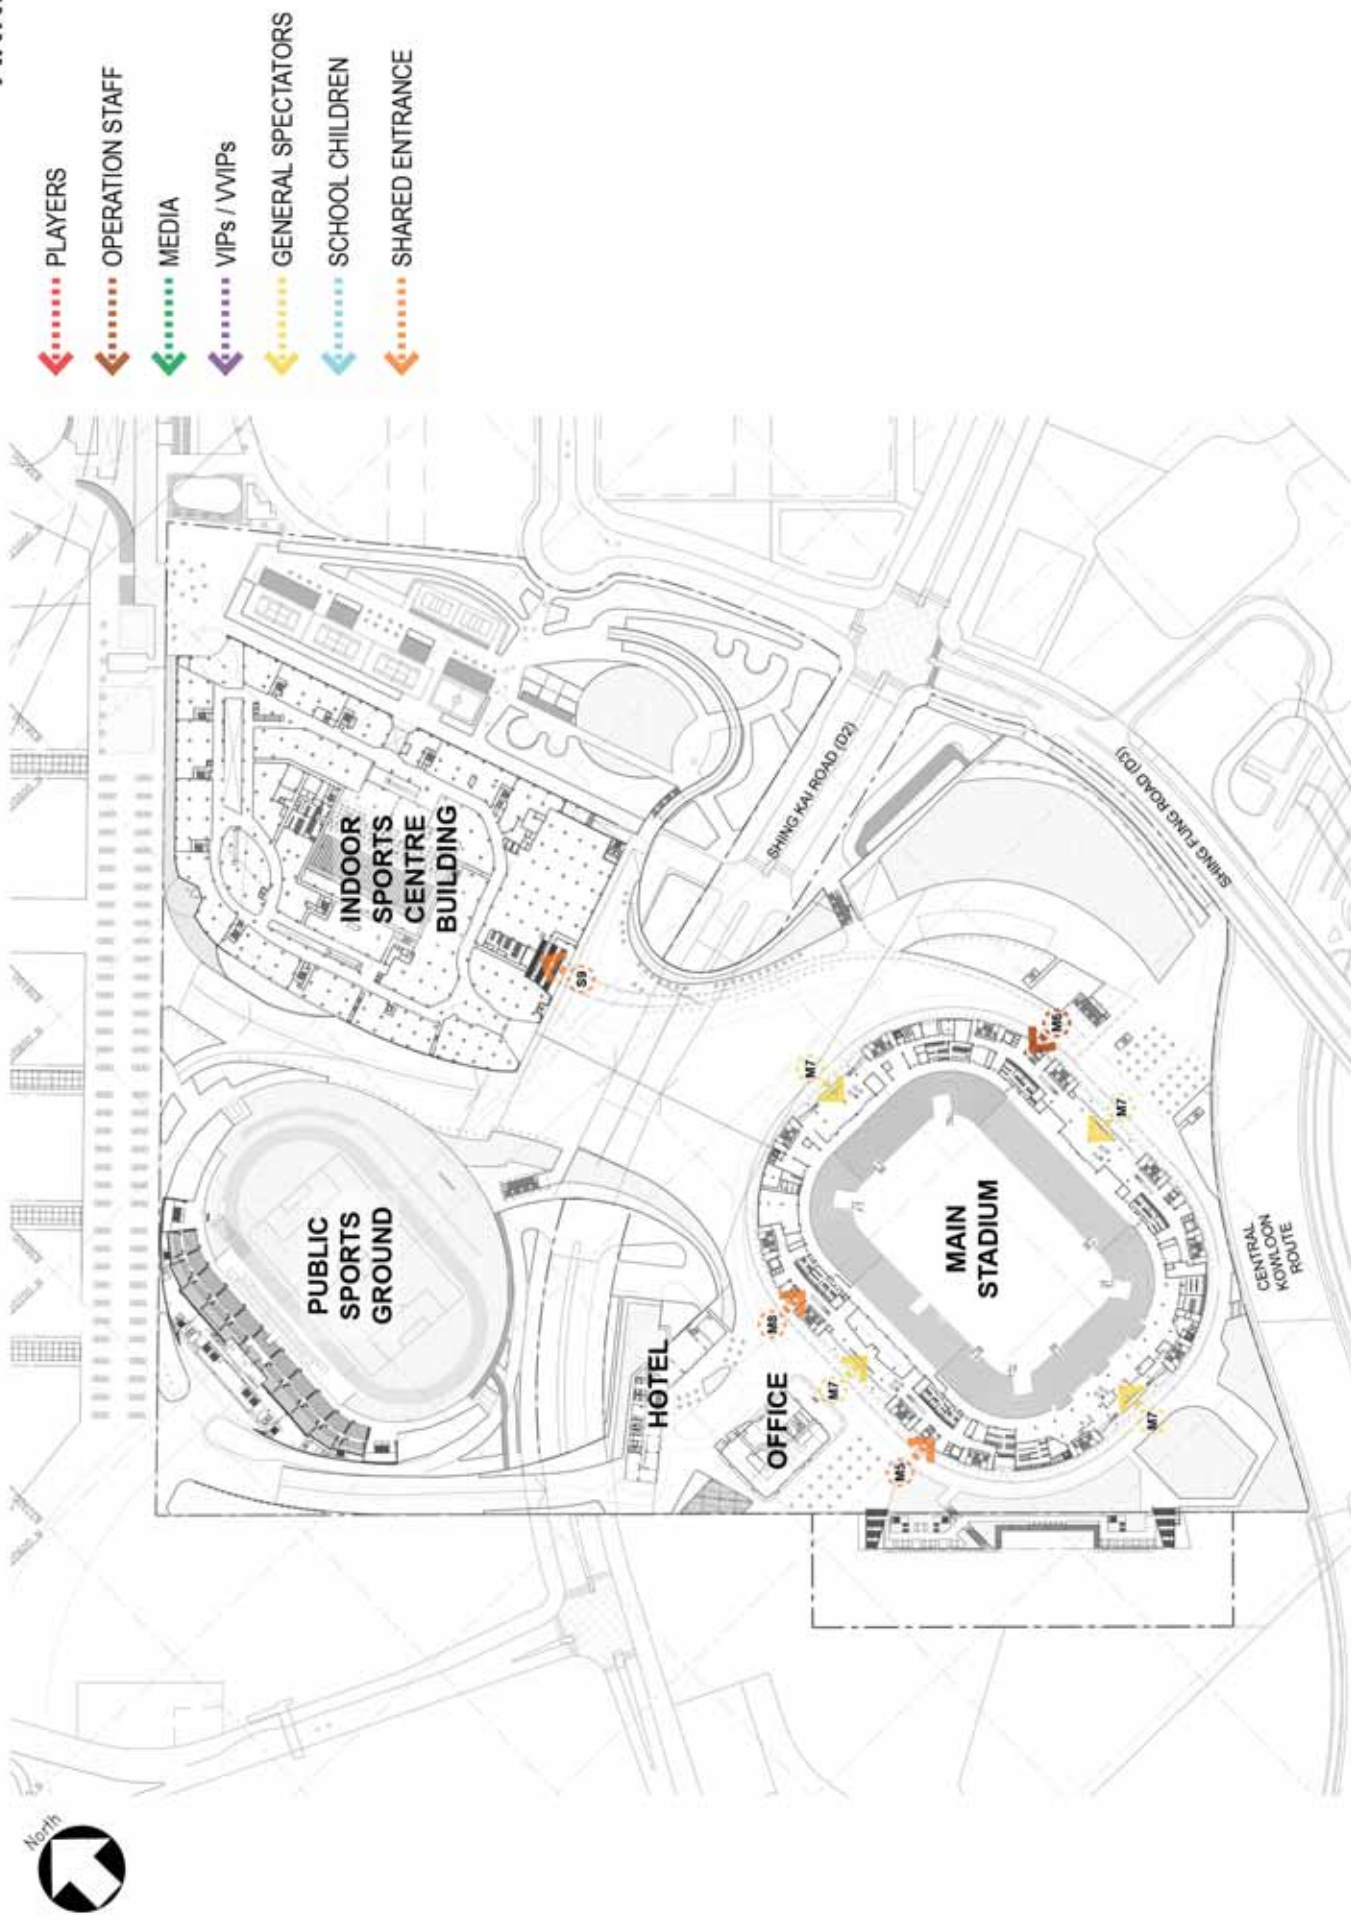 PLAYERS
OPERATION STAFF
MEDIA
VIPs / VVIPs
GENERAL SPECTATORS
SCHOOL CHILDREN
SHARED ENTRANCE
INDOOR
SPORTS
CENTRE
BUILDING
S9
SHING KAI ROAD (D2)
SHING FUNG ROAD (D3)
PUBLIC
SPORTS
GROUND
HOTEL
OFFICE
MAIN
STADIUM
M7
M6
M7
M8
M7
M5
M7
CENTRAL
KOWLOON
ROUTE
North